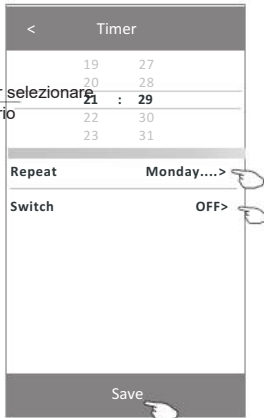 < Timer
19 27
20 28
selezionare
21 : 29
rio
22 30
23 31
Repeat Monday....>
Switch OFF>
Save